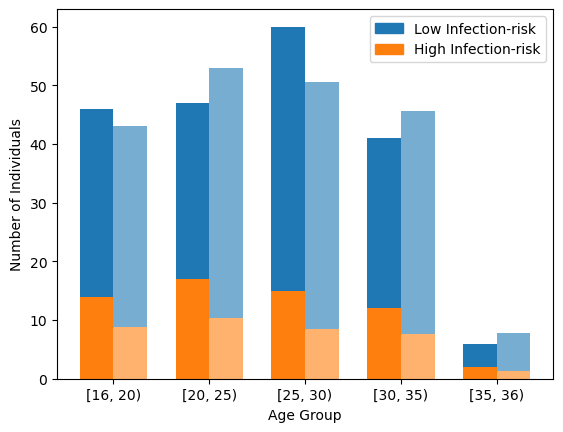 60
50
40
30
20
10
0
Number of Individuals
Low Infection-risk
High Infection-risk
[16, 20) [20, 25) [25, 30) [30, 35) [35, 36)
Age Group